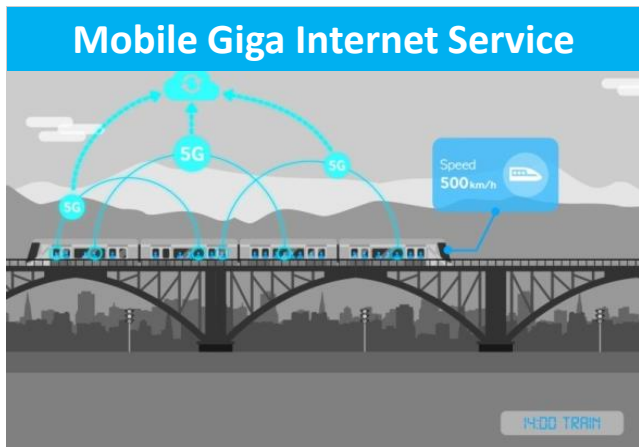 Mobile Giga Internet Service
5G
5G
5G
Speed
500km/h
14:00 TRAIN